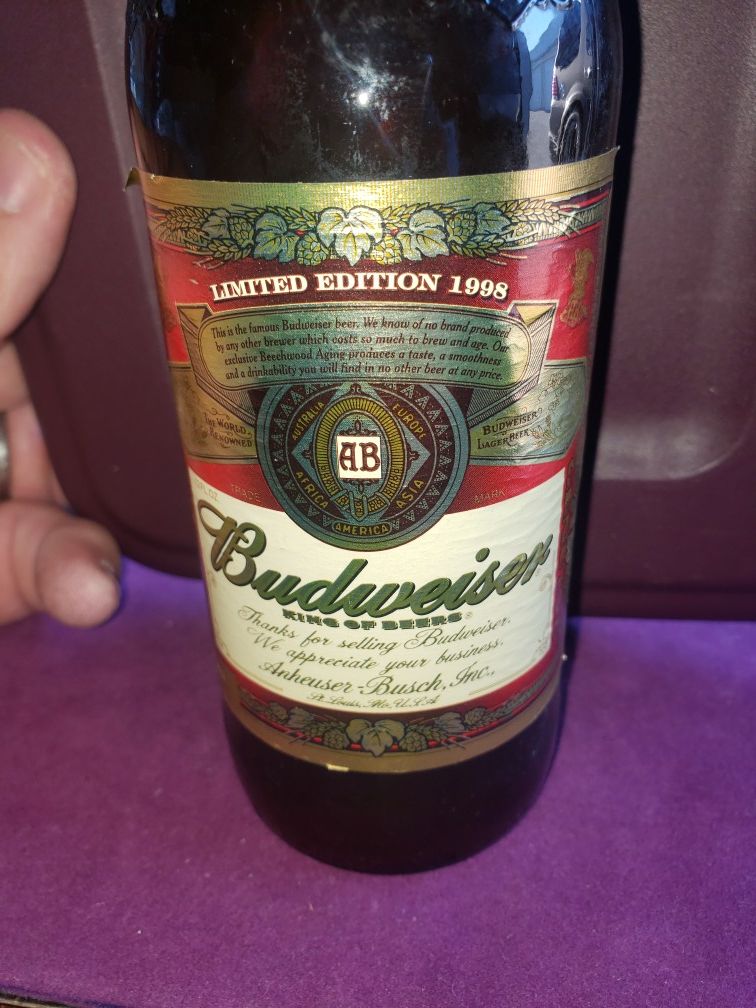 LIMITED EDITION 1998
This is the famous Budweiser beer. We know of no brand produced
by any other brewer which costs so much to brew and age. Our
exclusive Beechwood Aging produces a taste, a smoothness
and a drinkability you will find in no other beer at any price.
THE WORLD-
RENOWNED
BUDWEISER
LAGER BEER
AUSTRALIA
EUROPE
AB
AFRICA
ASIA
AMERICA
FL. OZ.
TRADE
MARK
Budweiser
KING OF BEERS®
Thanks for selling Budweiser.
We appreciate your business.
Anheuser-Busch, Inc.,
St. Louis, Mo. U.S.A.